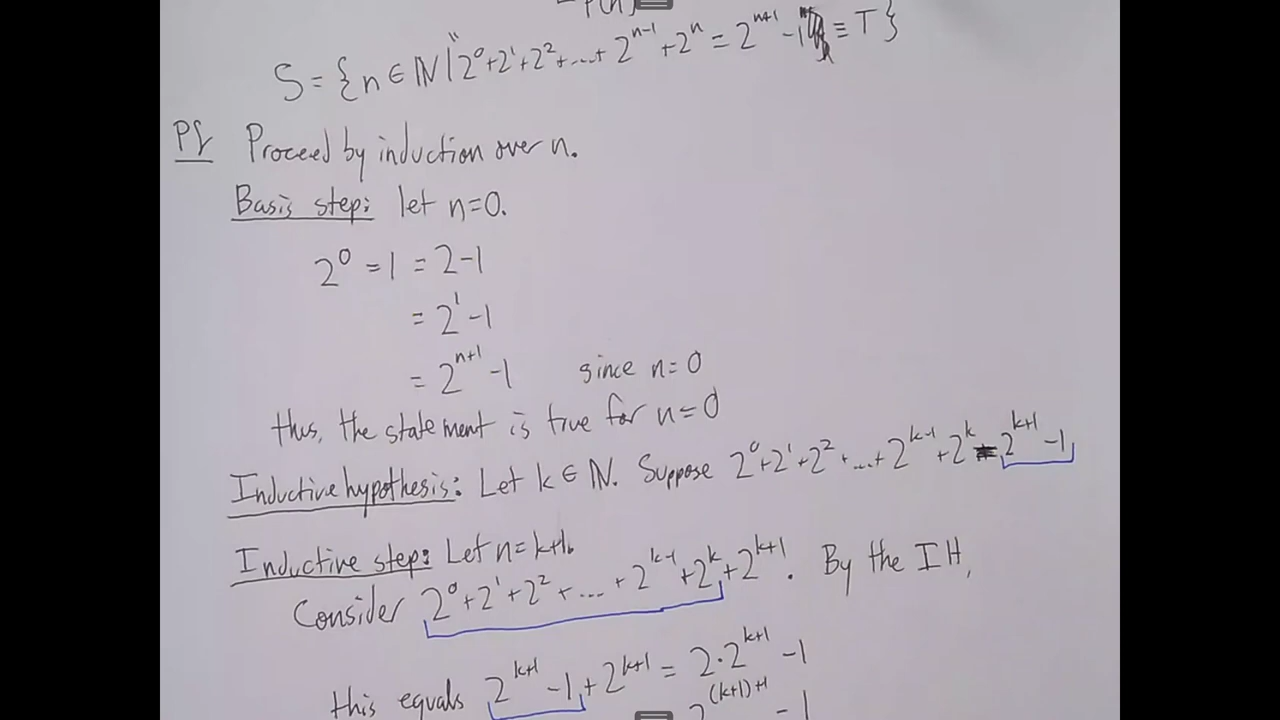 P(n)
S = {n ∈ ℕ | "2⁰+2¹+2²+....+2ⁿ⁻¹+2ⁿ = 2ⁿ⁺¹ -1" ≡ T}
Pf Proceed by induction over n.
Basis step: let n=0.
2⁰ = 1 = 2-1
= 2¹ -1
= 2ⁿ⁺¹ -1 since n=0
thus, the statement is true for n=0
Inductive hypothesis: Let k ∈ ℕ. Suppose 2⁰+2¹+2²+....+2ᵏ⁻¹+2ᵏ = 2ᵏ⁺¹ -1
Inductive step: Let n=k+1.
Consider 2⁰+2¹+2²+....+2ᵏ⁻¹+2ᵏ+2ᵏ⁺¹. By the IH,
this equals 2ᵏ⁺¹ -1 + 2ᵏ⁺¹ = 2·2ᵏ⁺¹ -1
2⁽ᵏ⁺¹⁾⁺¹ -1